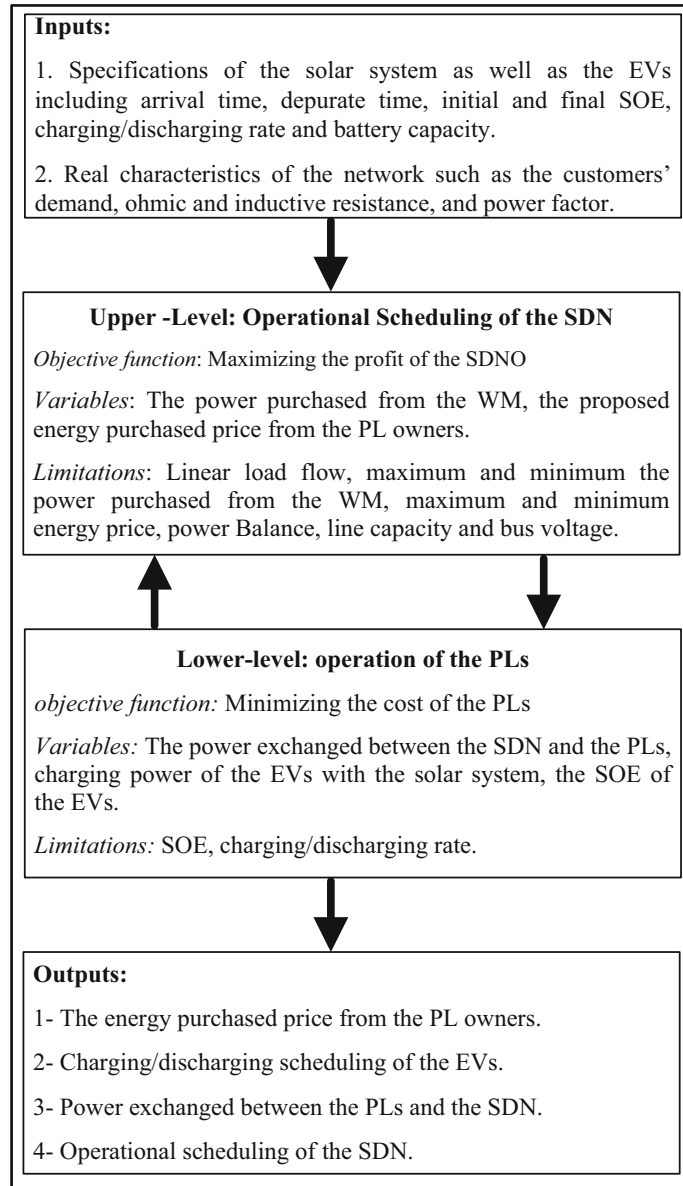 Inputs:
1. Specifications of the solar system as well as the EVs
including arrival time, depurate time, initial and final SOE,
charging/discharging rate and battery capacity.
2. Real characteristics of the network such as the customers’
demand, ohmic and inductive resistance, and power factor.
Upper -Level: Operational Scheduling of the SDN
Objective function: Maximizing the profit of the SDNO
Variables: The power purchased from the WM, the proposed
energy purchased price from the PL owners.
Limitations: Linear load flow, maximum and minimum the
power purchased from the WM, maximum and minimum
energy price, power Balance, line capacity and bus voltage.
Lower-level: operation of the PLs
objective function: Minimizing the cost of the PLs
Variables: The power exchanged between the SDN and the PLs,
charging power of the EVs with the solar system, the SOE of
the EVs.
Limitations: SOE, charging/discharging rate.
Outputs:
1- The energy purchased price from the PL owners.
2- Charging/discharging scheduling of the EVs.
3- Power exchanged between the PLs and the SDN.
4- Operational scheduling of the SDN.